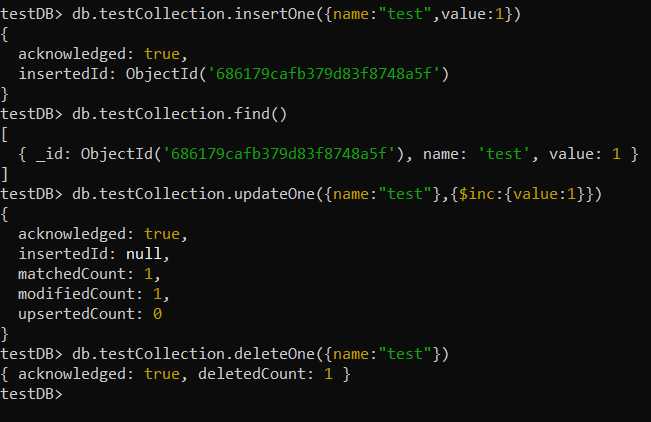 testDB> db.testCollection.insertOne({name:"test",value:1})
{
  acknowledged: true,
  insertedId: ObjectId('686179cafb379d83f8748a5f')
}
testDB> db.testCollection.find()
[
  { _id: ObjectId('686179cafb379d83f8748a5f'), name: 'test', value: 1 }
]
testDB> db.testCollection.updateOne({name:"test"},{$inc:{value:1}})
{
  acknowledged: true,
  insertedId: null,
  matchedCount: 1,
  modifiedCount: 1,
  upsertedCount: 0
}
testDB> db.testCollection.deleteOne({name:"test"})
{ acknowledged: true, deletedCount: 1 }
testDB>